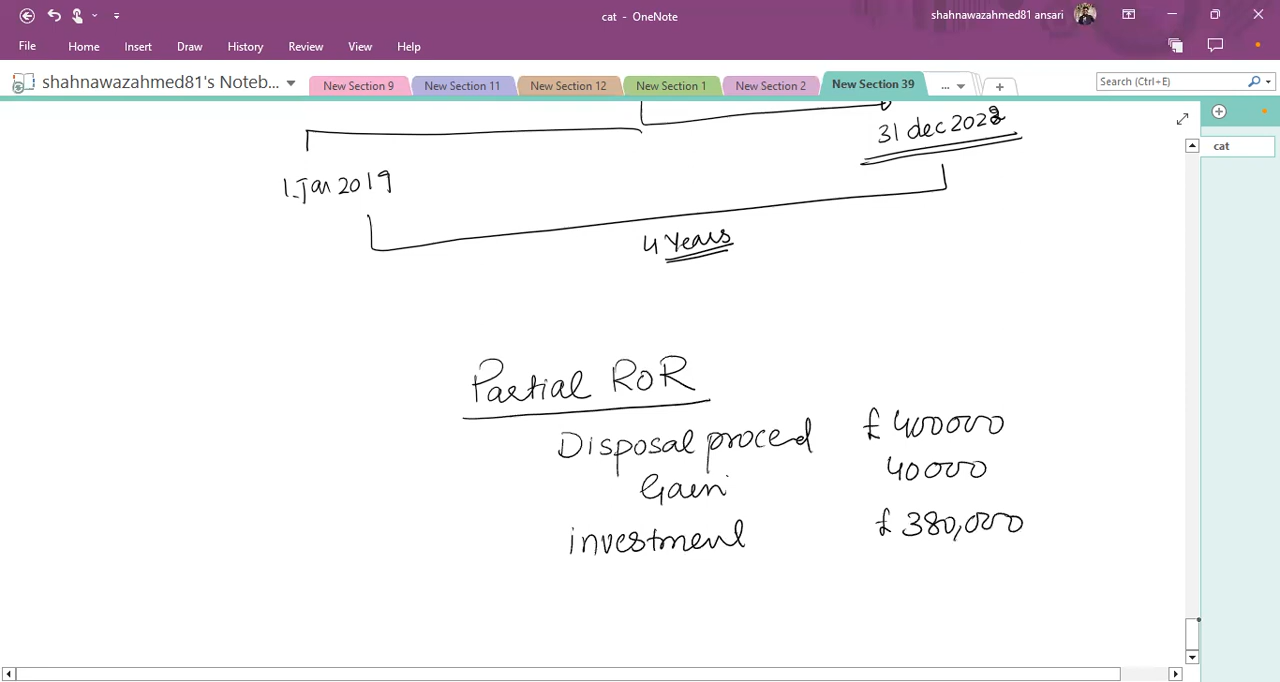 cat - OneNote
shahnawazahmed81 ansari
File Home Insert Draw History Review View Help
shahnawazahmed81's Noteb...
New Section 9
New Section 11
New Section 12
New Section 1
New Section 2
New Section 39
...
Search (Ctrl+E)
cat
31 dec 2022
1.Jan 2019
4 Years
Partial RoR
Disposal proced £400000
Gain 40000
investment £380,000